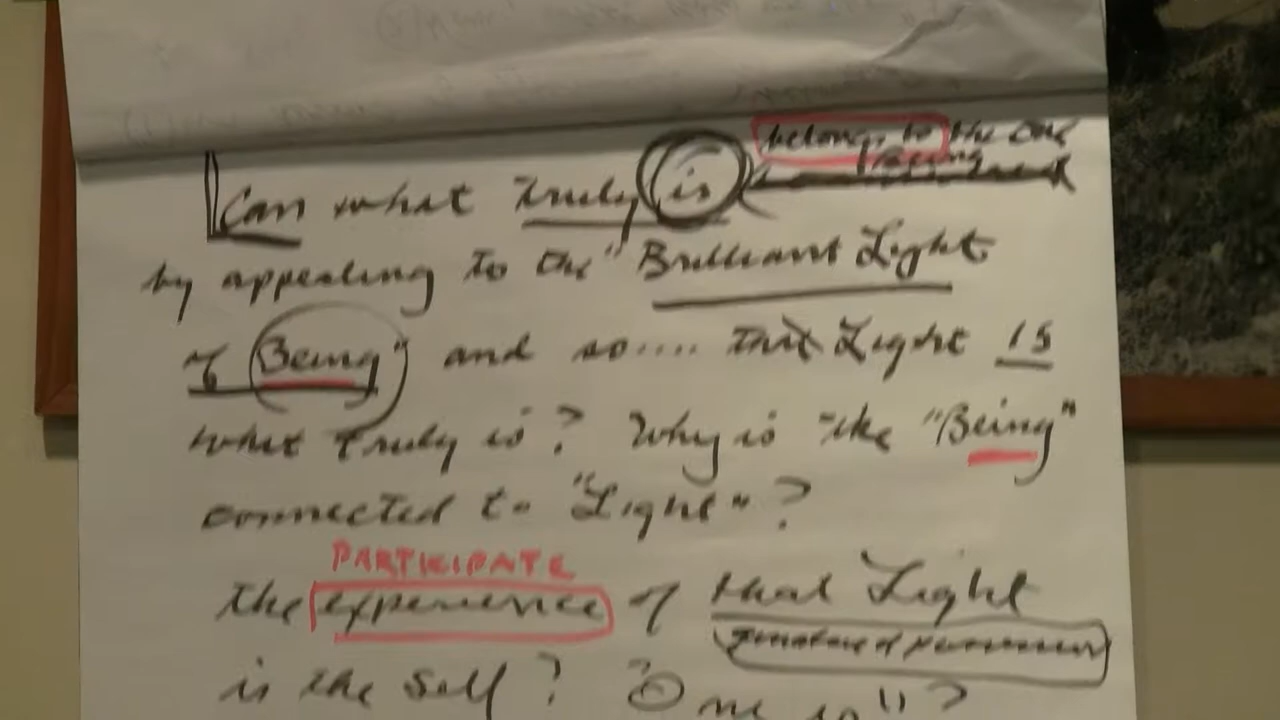 belongs to the One
Being
Can what truly is
by appealing to the "Brilliant Light
of Being" and so.... that Light is
what truly is? Why is the "Being"
connected to "Light"?
PARTICIPATE
the experience of that Light
is the Self? "One is"?